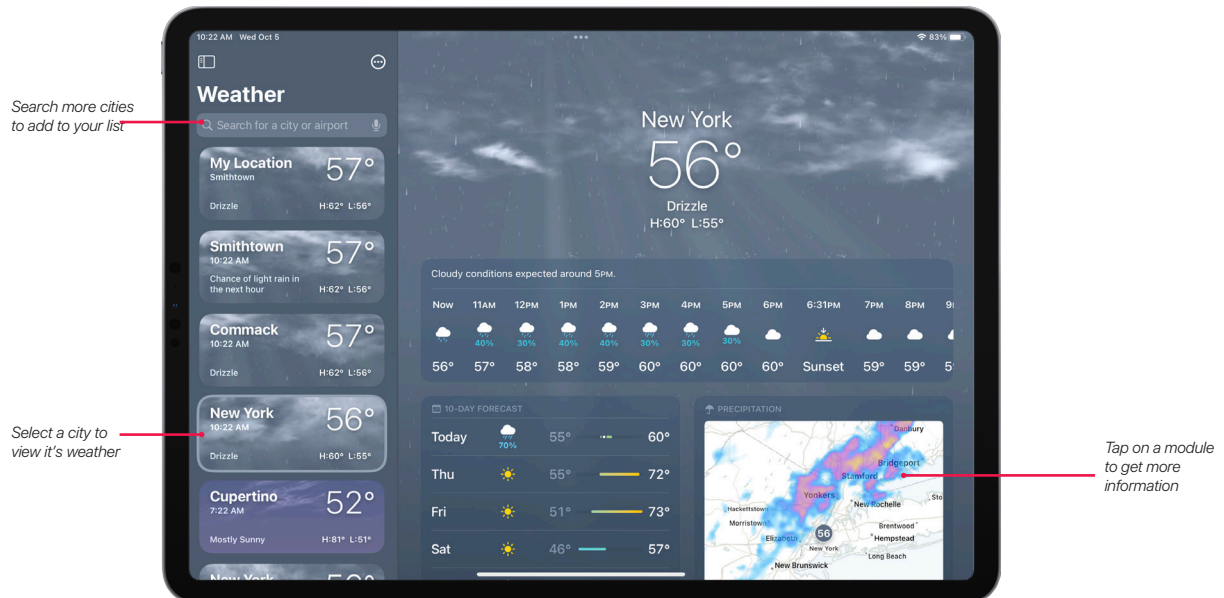 10:22 AM Wed Oct 5
83%
Weather
Search for a city or airport
My Location
Smithtown
57°
Drizzle
H:62° L:56°
Smithtown
10:22 AM
57°
Chance of light rain in
the next hour
H:62° L:56°
Commack
10:22 AM
57°
Drizzle
H:62° L:56°
New York
10:22 AM
56°
Drizzle
H:60° L:55°
Cupertino
7:22 AM
52°
Mostly Sunny
H:81° L:51°
New York
Search more cities
to add to your list
Select a city to
view it's weather
New York
56°
Drizzle
H:60° L:55°
Cloudy conditions expected around 5PM.
Now 11AM 12PM 1PM 2PM 3PM 4PM 5PM 6PM 6:31PM 7PM 8PM
40% 30% 40% 40% 30% 30% 30%
56° 57° 58° 58° 59° 60° 60° 60° 60° Sunset 59° 59°
10-DAY FORECAST
Today 70% 55° 60°
Thu 55° 72°
Fri 51° 73°
Sat 46° 57°
PRECIPITATION
Danbury
Bridgeport
Stamford
Yonkers
Sto
New Rochelle
Hackettstown
Morristown
Brentwood
56
Elizabeth
Hempstead
New York
Long Beach
New Brunswick
Tap on a module
to get more
information